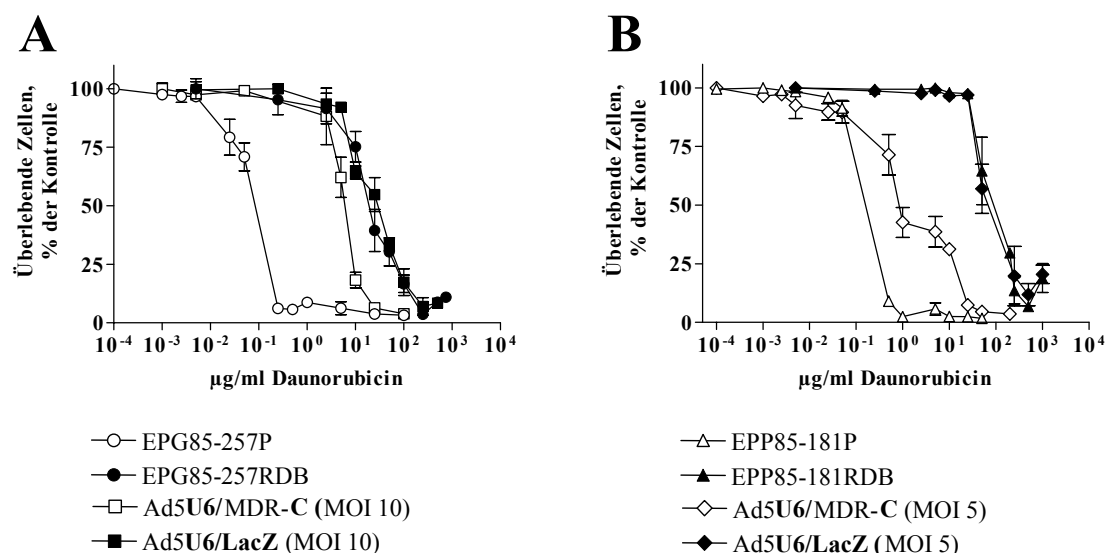 A
B
Überlebende Zellen,
% der Kontrolle
100
75
50
25
0
10⁻⁴ 10⁻³ 10⁻² 10⁻¹ 10⁰ 10¹ 10² 10³ 10⁴
µg/ml Daunorubicin
EPG85-257P
EPG85-257RDB
Ad5U6/MDR-C (MOI 10)
Ad5U6/LacZ (MOI 10)
Überlebende Zellen,
% der Kontrolle
100
75
50
25
0
10⁻⁴ 10⁻³ 10⁻² 10⁻¹ 10⁰ 10¹ 10² 10³ 10⁴
µg/ml Daunorubicin
EPP85-181P
EPP85-181RDB
Ad5U6/MDR-C (MOI 5)
Ad5U6/LacZ (MOI 5)